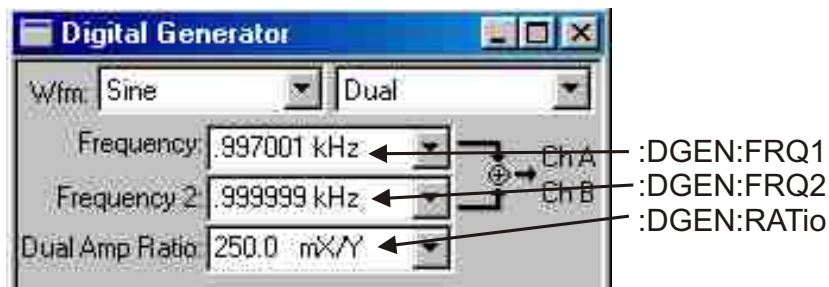 Digital Generator
Wfm: Sine Dual
Frequency: .997001 kHz Ch A :DGEN:FRQ1
Frequency 2: .999999 kHz Ch B :DGEN:FRQ2
Dual Amp Ratio: 250.0 mX/Y :DGEN:RATio